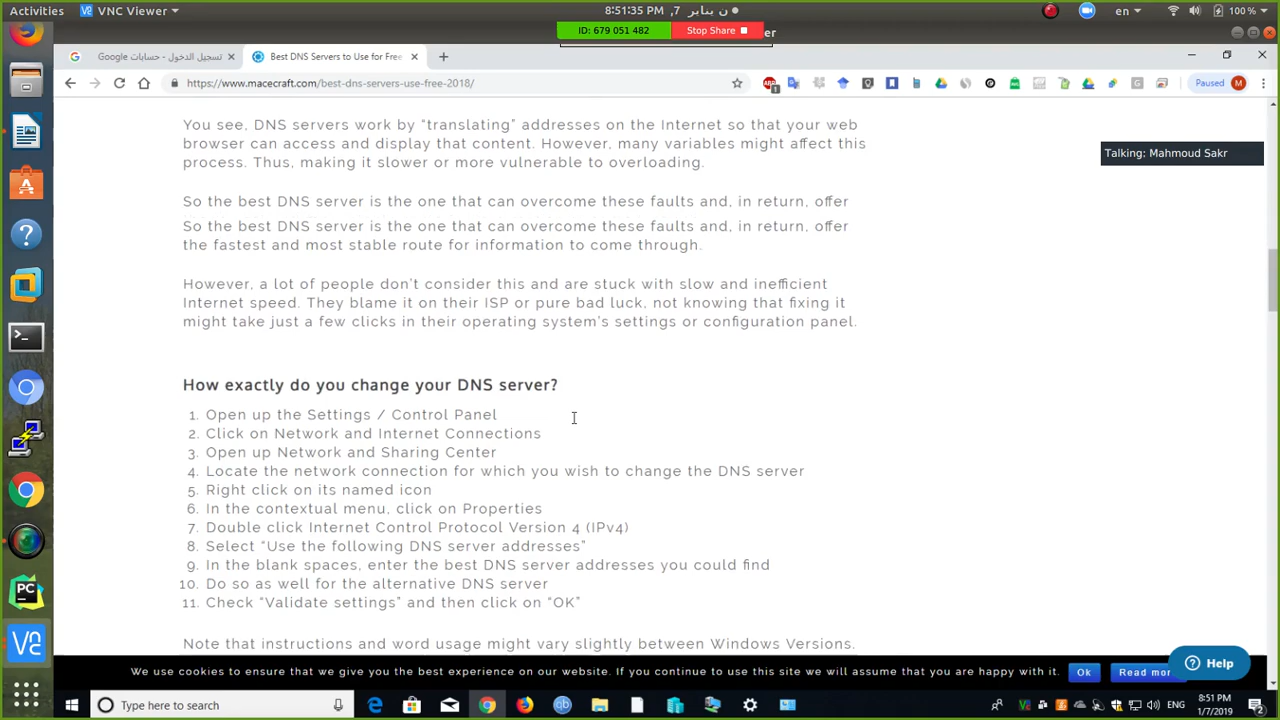 Activities
VNC Viewer
8:51:35 PM ,7 ن يناير
en
100 %
ID: 679 051 482
Stop Share
er
تسجيل الدخول - حسابات Google
Best DNS Servers to Use for Free
https://www.macecraft.com/best-dns-servers-use-free-2018/
Paused
M
Talking: Mahmoud Sakr
You see, DNS servers work by “translating” addresses on the Internet so that your web
browser can access and display that content. However, many variables might affect this
process. Thus, making it slower or more vulnerable to overloading.
So the best DNS server is the one that can overcome these faults and, in return, offer
So the best DNS server is the one that can overcome these faults and, in return, offer
the fastest and most stable route for information to come through.
However, a lot of people don’t consider this and are stuck with slow and inefficient
Internet speed. They blame it on their ISP or pure bad luck, not knowing that fixing it
might take just a few clicks in their operating system’s settings or configuration panel.
How exactly do you change your DNS server?
1. Open up the Settings / Control Panel
2. Click on Network and Internet Connections
3. Open up Network and Sharing Center
4. Locate the network connection for which you wish to change the DNS server
5. Right click on its named icon
6. In the contextual menu, click on Properties
7. Double click Internet Control Protocol Version 4 (IPv4)
8. Select “Use the following DNS server addresses”
9. In the blank spaces, enter the best DNS server addresses you could find
10. Do so as well for the alternative DNS server
11. Check “Validate settings” and then click on “OK”
Note that instructions and word usage might vary slightly between Windows Versions.
We use cookies to ensure that we give you the best experience on our website. If you continue to use this site we will assume that you are happy with it.
Ok
Read mor
Help
Type here to search
ENG
8:51 PM
1/7/2019
2